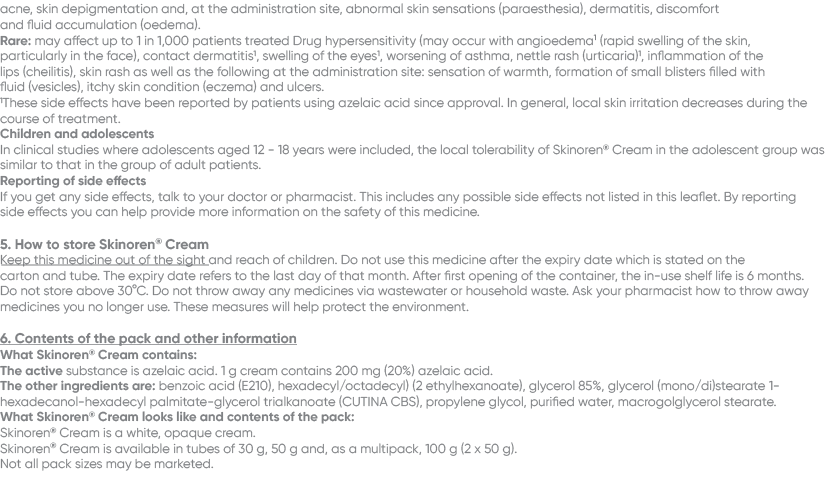 acne, skin depigmentation and, at the administration site, abnormal skin sensations (paraesthesia), dermatitis, discomfort
and fluid accumulation (oedema).
Rare: may affect up to 1 in 1,000 patients treated Drug hypersensitivity (may occur with angioedema¹ (rapid swelling of the skin,
particularly in the face), contact dermatitis¹, swelling of the eyes¹, worsening of asthma, nettle rash (urticaria)¹, inflammation of the
lips (cheilitis), skin rash as well as the following at the administration site: sensation of warmth, formation of small blisters filled with
fluid (vesicles), itchy skin condition (eczema) and ulcers.
¹These side effects have been reported by patients using azelaic acid since approval. In general, local skin irritation decreases during the
course of treatment.
Children and adolescents
In clinical studies where adolescents aged 12 - 18 years were included, the local tolerability of Skinoren® Cream in the adolescent group was
similar to that in the group of adult patients.
Reporting of side effects
If you get any side effects, talk to your doctor or pharmacist. This includes any possible side effects not listed in this leaflet. By reporting
side effects you can help provide more information on the safety of this medicine.
5. How to store Skinoren® Cream
Keep this medicine out of the sight and reach of children. Do not use this medicine after the expiry date which is stated on the
carton and tube. The expiry date refers to the last day of that month. After first opening of the container, the in-use shelf life is 6 months.
Do not store above 30°C. Do not throw away any medicines via wastewater or household waste. Ask your pharmacist how to throw away
medicines you no longer use. These measures will help protect the environment.
6. Contents of the pack and other information
What Skinoren® Cream contains:
The active substance is azelaic acid. 1 g cream contains 200 mg (20%) azelaic acid.
The other ingredients are: benzoic acid (E210), hexadecyl/octadecyl) (2 ethylhexanoate), glycerol 85%, glycerol (mono/di)stearate 1-
hexadecanol-hexadecyl palmitate-glycerol trialkanoate (CUTINA CBS), propylene glycol, purified water, macrogolglycerol stearate.
What Skinoren® Cream looks like and contents of the pack:
Skinoren® Cream is a white, opaque cream.
Skinoren® Cream is available in tubes of 30 g, 50 g and, as a multipack, 100 g (2 x 50 g).
Not all pack sizes may be marketed.